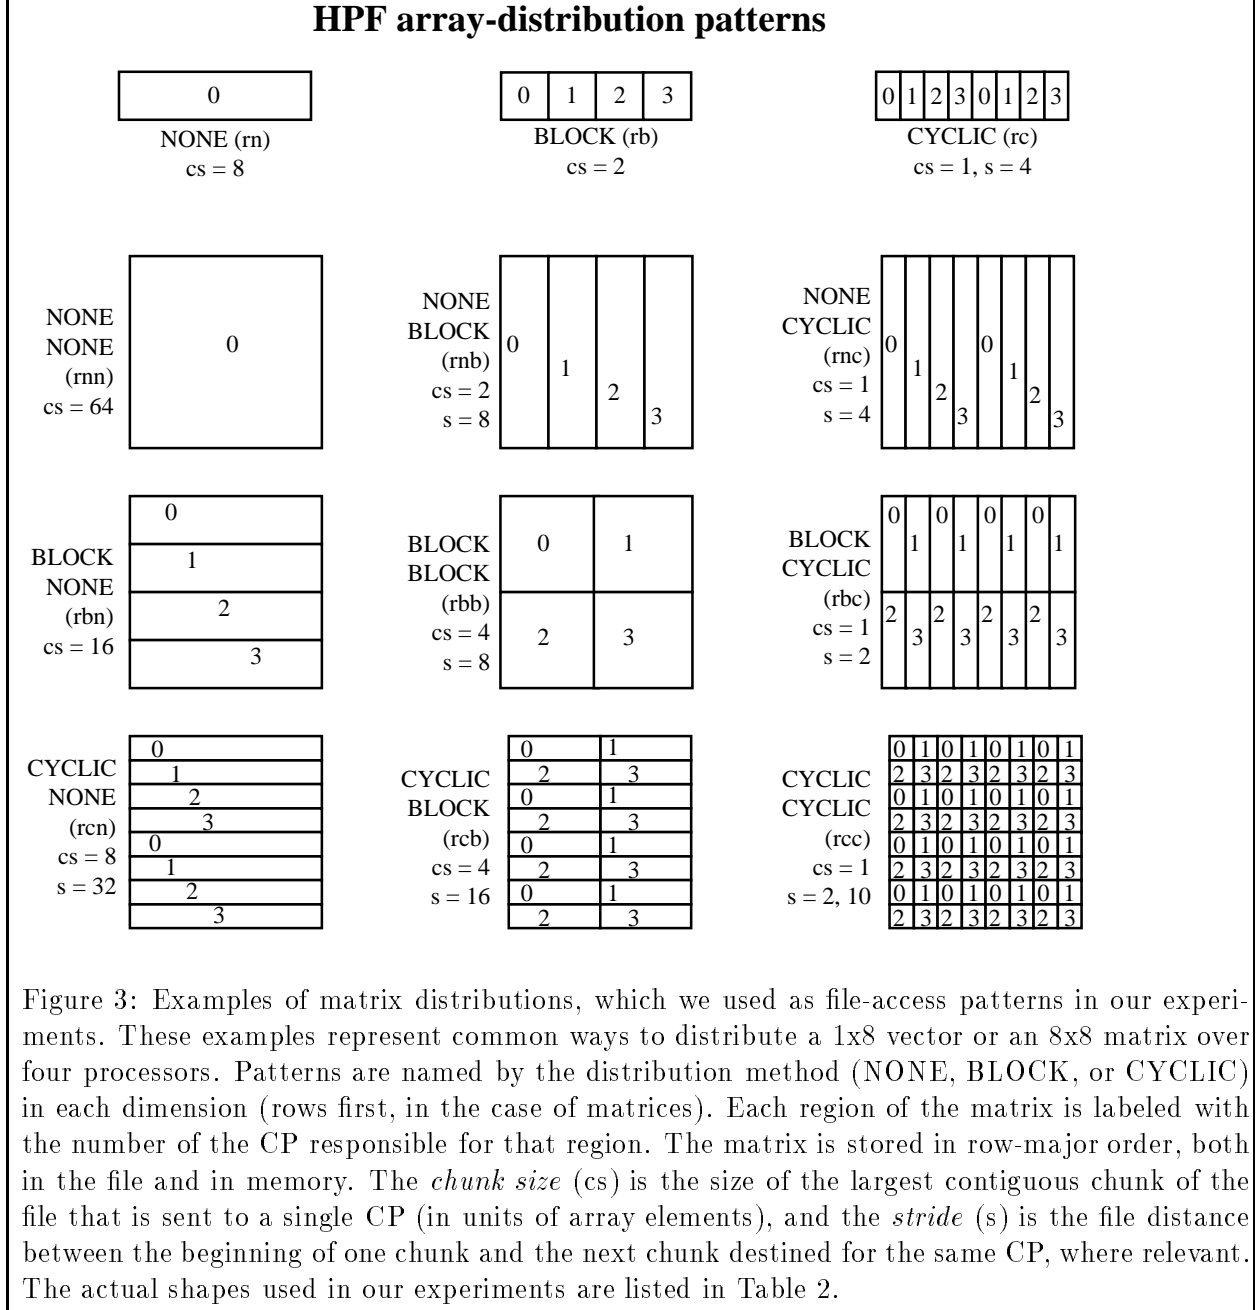 HPF array-distribution patterns
0
NONE (rn)
cs = 8
0 1 2 3
BLOCK (rb)
cs = 2
0 1 2 3 0 1 2 3
CYCLIC (rc)
cs = 1, s = 4
NONE
NONE
(rnn)
cs = 64
0
NONE
BLOCK
(rnb)
cs = 2
s = 8
0
1
2
3
NONE
CYCLIC
(rnc)
cs = 1
s = 4
0 0
1 1
2 2
3 3
BLOCK
NONE
(rbn)
cs = 16
0
1
2
3
BLOCK
BLOCK
(rbb)
cs = 4
s = 8
0 1
2 3
BLOCK
CYCLIC
(rbc)
cs = 1
s = 2
0 0 0 0
1 1 1 1
2 2 2 2
3 3 3 3
CYCLIC
NONE
(rcn)
cs = 8
s = 32
0
1
2
3
0
1
2
3
CYCLIC
BLOCK
(rcb)
cs = 4
s = 16
0 1
2 3
0 1
2 3
0 1
2 3
0 1
2 3
CYCLIC
CYCLIC
(rcc)
cs = 1
s = 2, 10
0 1 0 1 0 1 0 1
2 3 2 3 2 3 2 3
0 1 0 1 0 1 0 1
2 3 2 3 2 3 2 3
0 1 0 1 0 1 0 1
2 3 2 3 2 3 2 3
0 1 0 1 0 1 0 1
2 3 2 3 2 3 2 3
Figure 3: Examples of matrix distributions, which we used as file-access patterns in our experi-
ments. These examples represent common ways to distribute a 1x8 vector or an 8x8 matrix over
four processors. Patterns are named by the distribution method (NONE, BLOCK, or CYCLIC)
in each dimension (rows first, in the case of matrices). Each region of the matrix is labeled with
the number of the CP responsible for that region. The matrix is stored in row-major order, both
in the file and in memory. The chunk size (cs) is the size of the largest contiguous chunk of the
file that is sent to a single CP (in units of array elements), and the stride (s) is the file distance
between the beginning of one chunk and the next chunk destined for the same CP, where relevant.
The actual shapes used in our experiments are listed in Table 2.